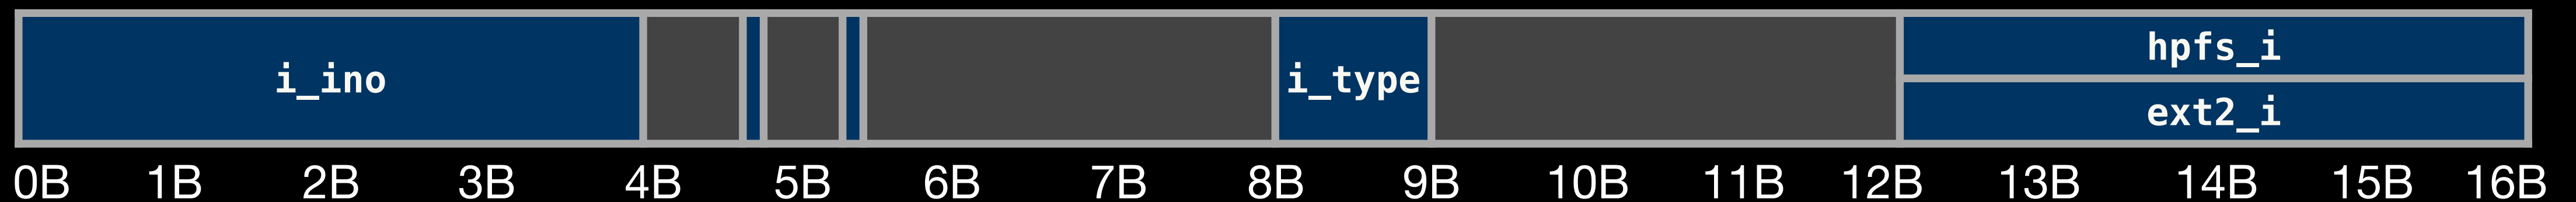 i_ino
i_type
hpfs_i
ext2_i
0B 1B 2B 3B 4B 5B 6B 7B 8B 9B 10B 11B 12B 13B 14B 15B 16B